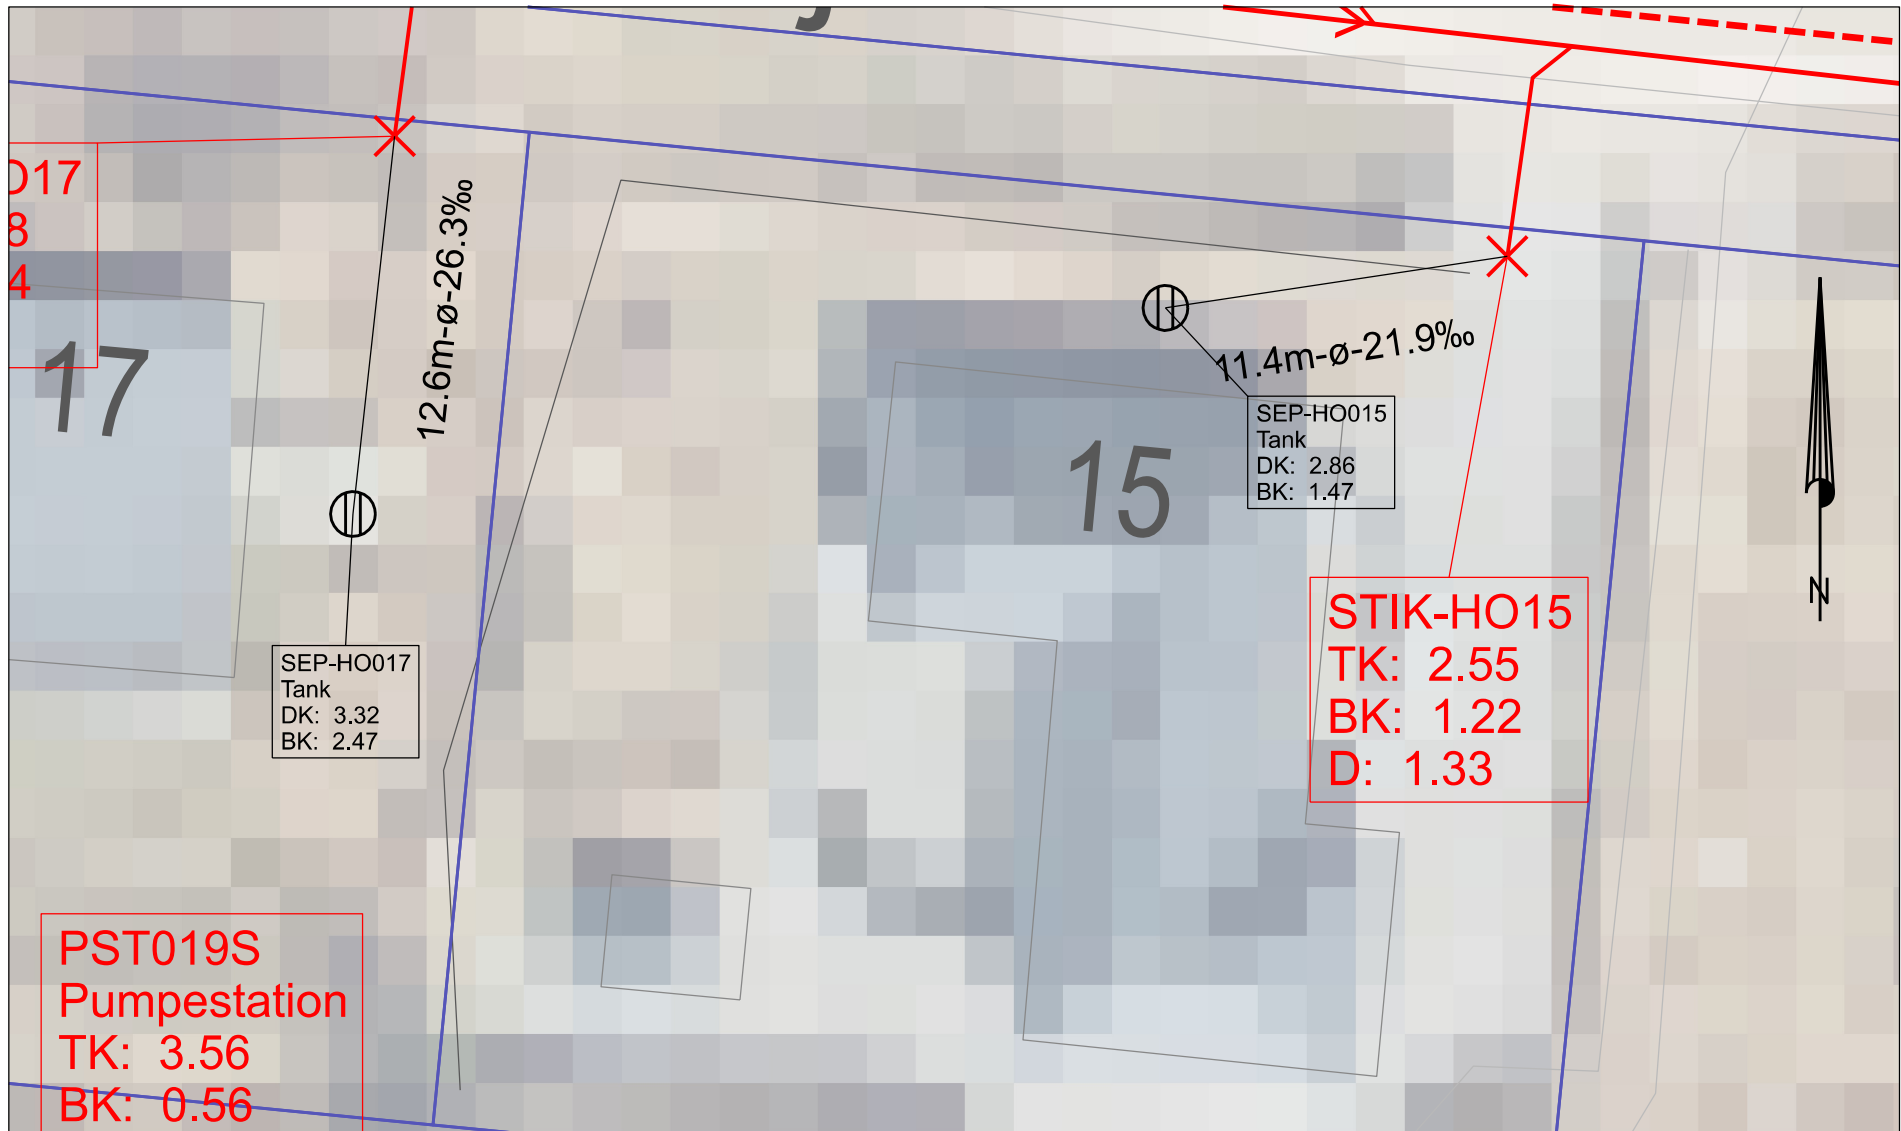 17
12.6m-ø-26.3‰
SEP-HO017
Tank
DK: 3.32
BK: 2.47
11.4m-ø-21.9‰
15
SEP-HO015
Tank
DK: 2.86
BK: 1.47
STIK-HO15
TK: 2.55
BK: 1.22
D: 1.33
N
PST019S
Pumpestation
TK: 3.56
BK: 0.56